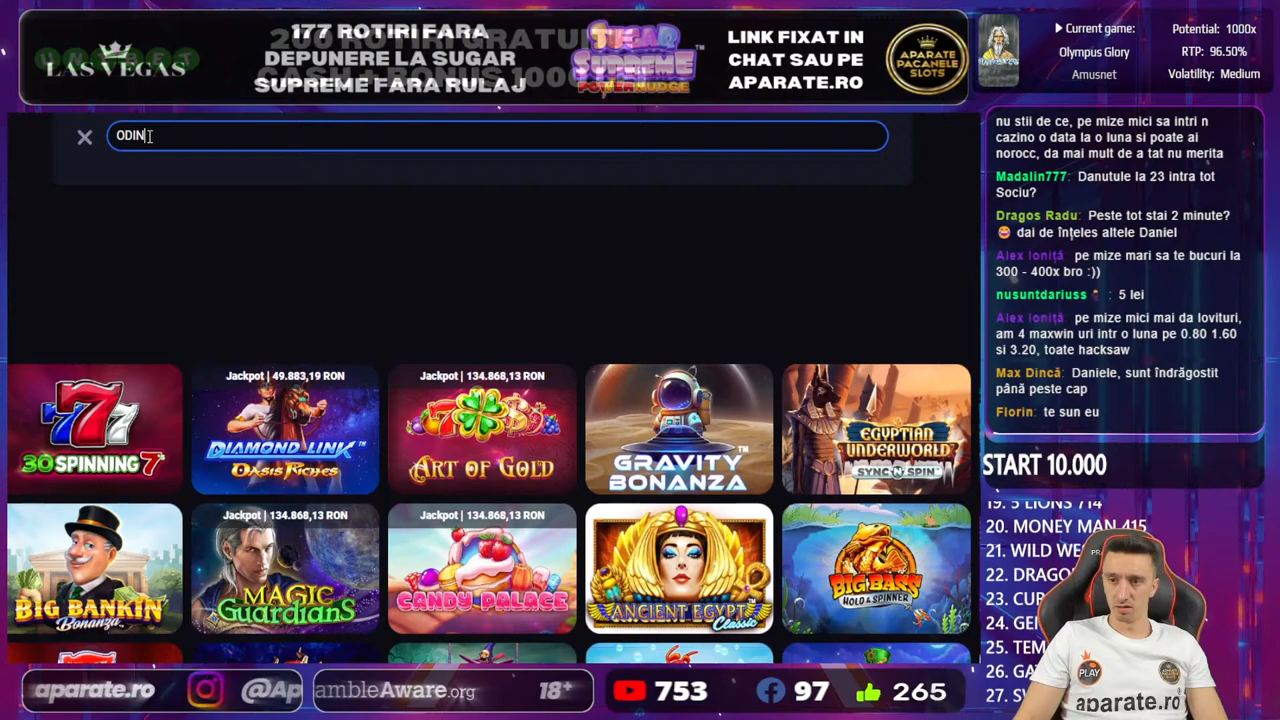 177 ROTIRI FARA
DEPUNERE LA SUGAR
SUPREME FARA RULAJ
LAS VEGAS
SUGAR
SUPREME
POWERNUDGE
LINK FIXAT IN
CHAT SAU PE
APARATE.RO
APARATE
PACANELE
SLOTS
Current game:
Olympus Glory
Amusnet
Potential: 1000x
RTP: 96.50%
Volatility: Medium
ODIN
nu stii de ce, pe mize mici sa intri n
cazino o data la o luna si poate ai
norocc, da mai mult de a tat nu merita
Madalin777: Danutule la 23 intra tot
Sociu?
Dragos Radu: Peste tot stai 2 minute?
😂 dai de înțeles altele Daniel
Alex Ioniță pe mize mari sa te bucuri la
300 - 400x bro :))
nusuntdariuss : 5 lei
Alex Ioniță pe mize mici mai da lovituri,
am 4 maxwin uri intr o luna pe 0.80 1.60
si 3.20, toate hacksaw
Max Dincă: Daniele, sunt îndrăgostit
până peste cap
Florin: te sun eu
START 10.000
19. 5 LIONS 714
20. MONEY MAN 415
21. WILD WE
22. DRAGO
23. CUR
24. GE
25. TEM
26. GA
27. S
777
30 SPINNING 7's
Jackpot | 49.883,19 RON
DIAMOND LINK™
OASIS RICHES
Jackpot | 134.868,13 RON
ART OF GOLD
GRAVITY™
BONANZA
EGYPTIAN
UNDERWORLD
SYNC-N-SPIN
BIG BANKIN'
Bonanza
Jackpot | 134.868,13 RON
MAGIC
Guardians
Jackpot | 134.868,13 RON
CANDY PALACE
ANCIENT EGYPT™
Classic
BIG BASS
HOLD & SPINNER
PLAY
aparate.ro
aparate.ro
@Ap
ambleAware.org
18+
753
97
265